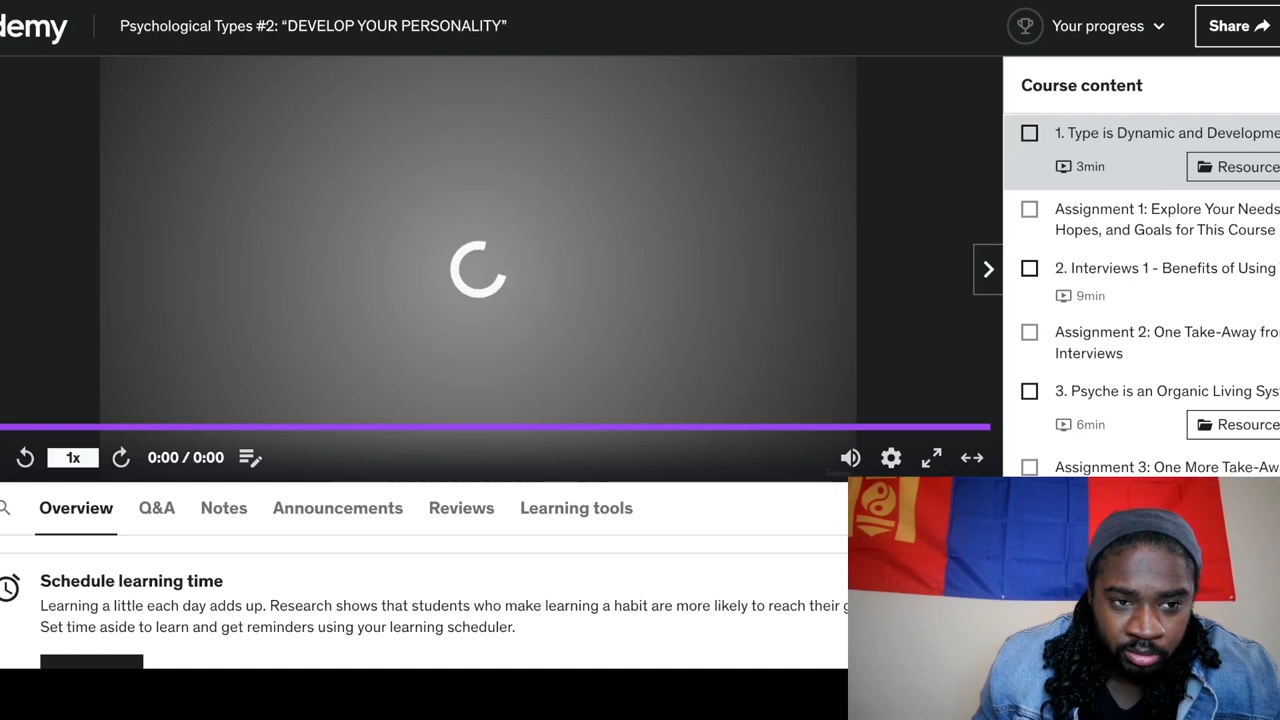 demy
Psychological Types #2: “DEVELOP YOUR PERSONALITY”
Your progress
Share
Course content
1. Type is Dynamic and Developme
3min
Resource
Assignment 1: Explore Your Needs
Hopes, and Goals for This Course
2. Interviews 1 - Benefits of Using
9min
Assignment 2: One Take-Away fro
Interviews
3. Psyche is an Organic Living Sys
6min
Resource
Assignment 3: One More Take-Aw
1x
0:00 / 0:00
Overview
Q&A
Notes
Announcements
Reviews
Learning tools
Schedule learning time
Learning a little each day adds up. Research shows that students who make learning a habit are more likely to reach their g
Set time aside to learn and get reminders using your learning scheduler.